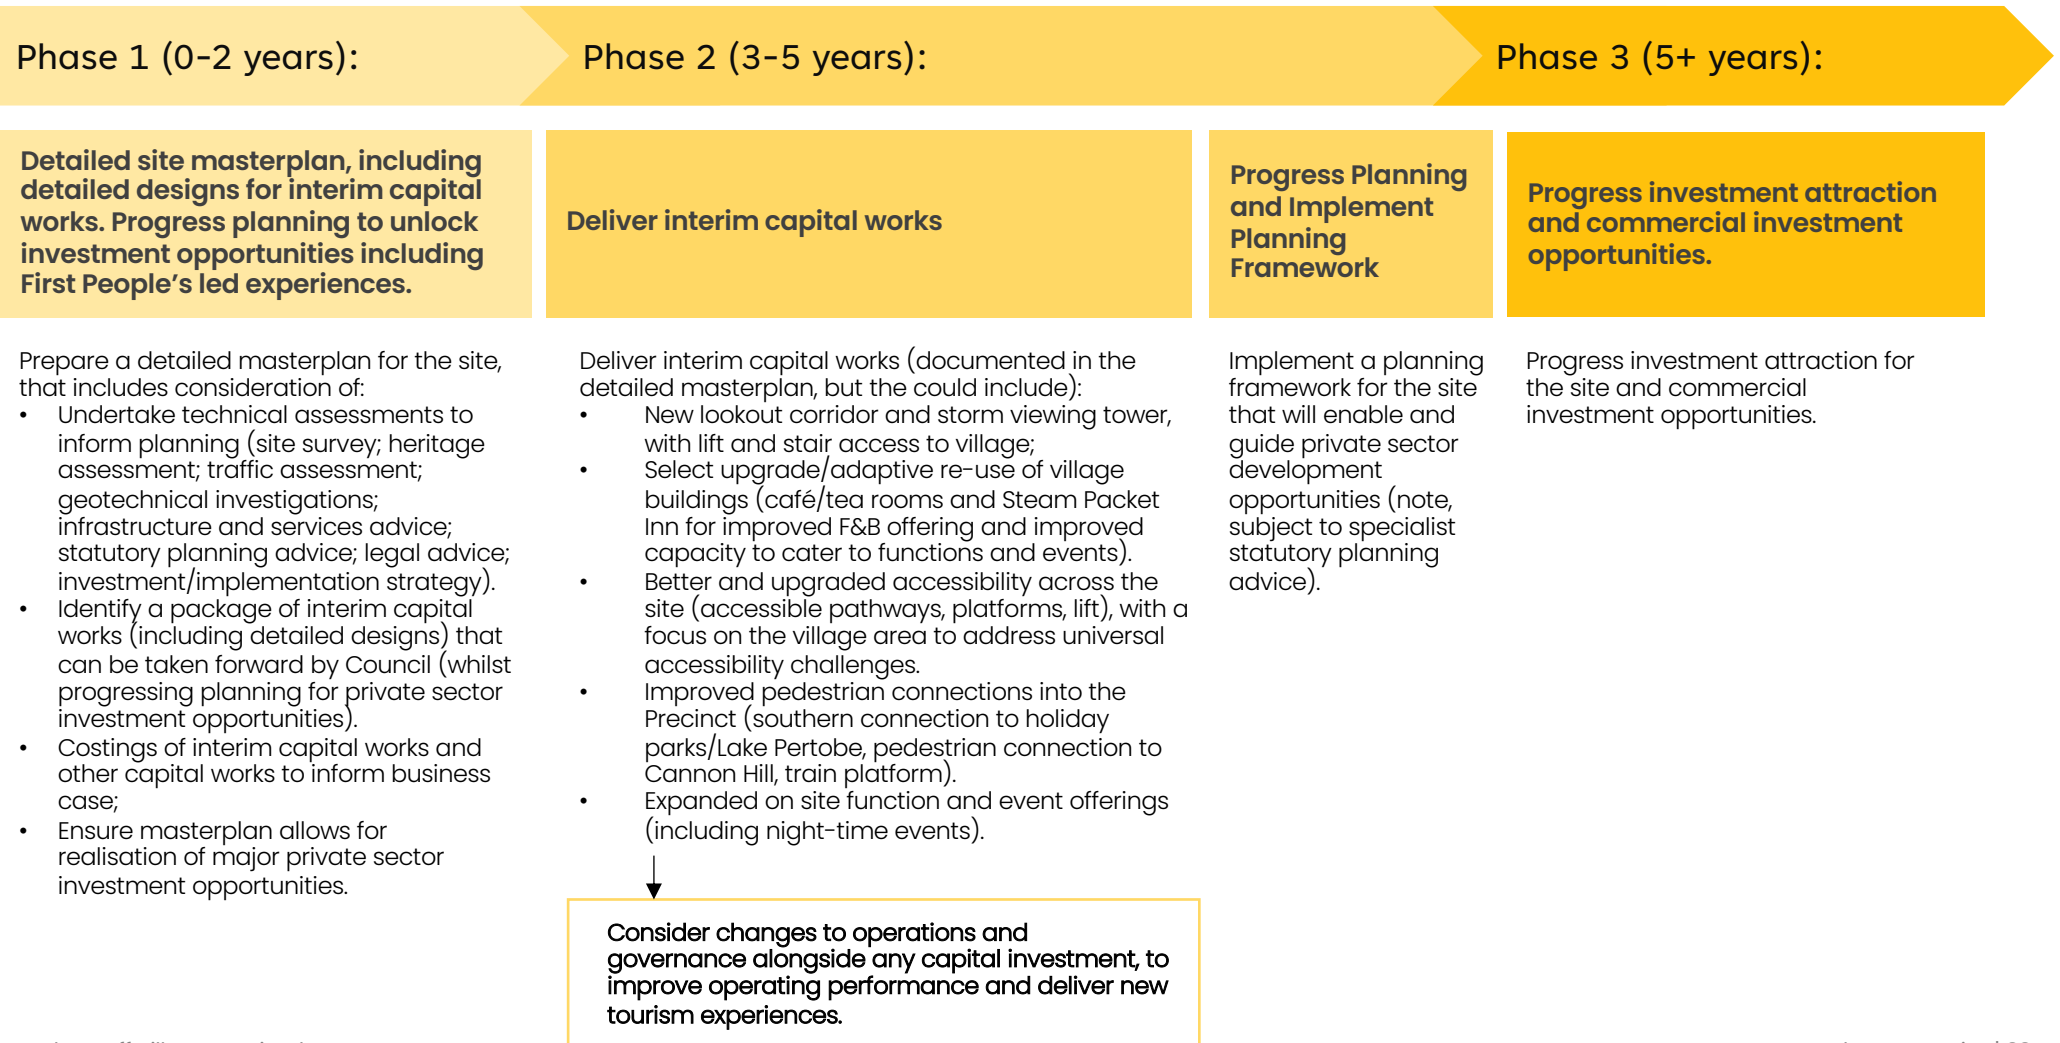 Phase 1 (0-2 years):
Phase 2 (3-5 years):
Phase 3 (5+ years):
Detailed site masterplan, including
detailed designs for interim capital
works. Progress planning to unlock
investment opportunities including
First People's led experiences.
Prepare a detailed masterplan for the site,
that includes consideration of:
• Undertake technical assessments to
inform planning (site survey; heritage
assessment; traffic assessment;
geotechnical investigations;
infrastructure and services advice;
statutory planning advice; legal advice;
investment/implementation strategy).
• Identify a package of interim capital
works (including detailed designs) that
can be taken forward by Council (whilst
progressing planning for private sector
investment opportunities).
• Costings of interim capital works and
other capital works to inform business
case;
• Ensure masterplan allows for
realisation of major private sector
investment opportunities.
Deliver interim capital works
Deliver interim capital works (documented in the
detailed masterplan, but the could include):
• New lookout corridor and storm viewing tower,
with lift and stair access to village;
• Select upgrade/adaptive re-use of village
buildings (café/tea rooms and Steam Packet
Inn for improved F&B offering and improved
capacity to cater to functions and events).
• Better and upgraded accessibility across the
site (accessible pathways, platforms, lift), with a
focus on the village area to address universal
accessibility challenges.
• Improved pedestrian connections into the
Precinct (southern connection to holiday
parks/Lake Pertobe, pedestrian connection to
Cannon Hill, train platform).
• Expanded on site function and event offerings
(including night-time events).
Consider changes to operations and
governance alongside any capital investment, to
improve operating performance and deliver new
tourism experiences.
Progress Planning
and Implement
Planning
Framework
Implement a planning
framework for the site
that will enable and
guide private sector
development
opportunities (note,
subject to specialist
statutory planning
advice).
Progress investment attraction
and commercial investment
opportunities.
Progress investment attraction for
the site and commercial
investment opportunities.